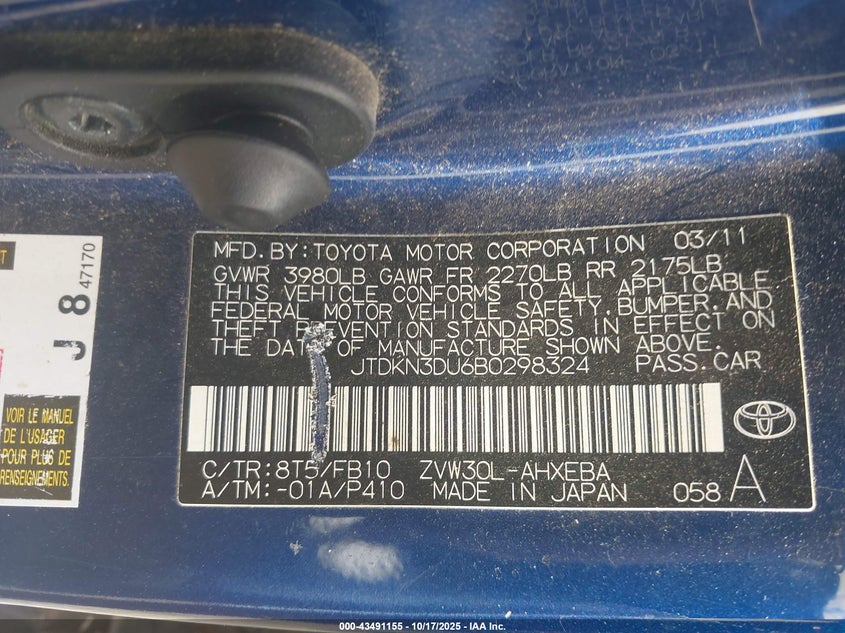 MFD.BY:TOYOTA MOTOR CORPORATION 03/11
GVWR 3980LB GAWR FR 2270LB RR 2175LB
THIS VEHICLE CONFORMS TO ALL APPLICABLE
FEDERAL MOTOR VEHICLE SAFETY,BUMPER,AND
THEFT PREVENTION STANDARDS IN EFFECT ON
THE DATE OF MANUFACTURE SHOWN ABOVE.
JTDKN3DU6B0298324 PASS.CAR
C/TR:8T5/FB10 ZVW30L-AHXEBA
A/TM:-01A/P410 MADE IN JAPAN 058 A
J 8 47170
VOIR LE MANUEL
DE L'USAGER
POUR PLUS DE
RENSEIGNEMENTS.
000-43491155 - 10/17/2025 - IAA Inc.